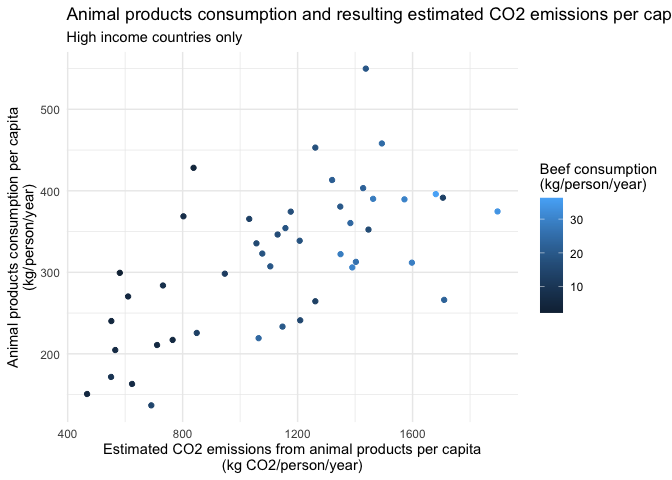 Animal products consumption and resulting estimated CO2 emissions per cap
High income countries only
Animal products consumption per capita
(kg/person/year)
500
400
300
200
400
800
1200
1600
Estimated CO2 emissions from animal products per capita
(kg CO2/person/year)
Beef consumption
(kg/person/year)
30
20
10